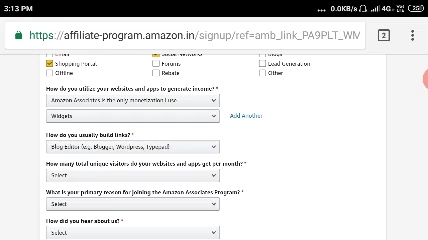 3:13 PM
... 0.0KB/s 4G
https://affiliate-program.amazon.in/signup/ref=amb_link_PA9PLT_WM
2
Email Social Networks Blogs
Shopping Portal Forums Lead Generation
Offline Rebate Other
How do you utilize your websites and apps to generate income? *
Amazon Associates is the only monetization I use
Widgets Add Another
How do you usually build links? *
Blog Editor (e.g. Blogger, Wordpress, Typepad)
How many total unique visitors do your websites and apps get per month? *
Select
What is your primary reason for joining the Amazon Associates Program? *
Select
How did you hear about us? *
Select